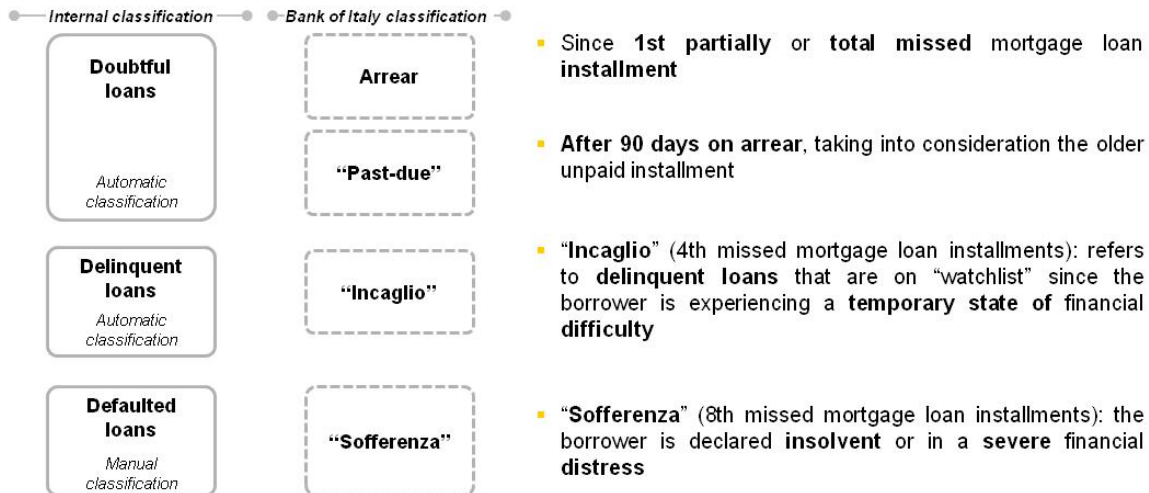 Internal classification
Bank of Italy classification
Doubtful
loans
Automatic
classification
Arrear
▪ Since 1st partially or total missed mortgage loan
installment
“Past-due”
▪ After 90 days on arrear, taking into consideration the older
unpaid installment
Delinquent
loans
Automatic
classification
“Incaglio”
▪ “Incaglio” (4th missed mortgage loan installments): refers
to delinquent loans that are on “watchlist” since the
borrower is experiencing a temporary state of financial
difficulty
Defaulted
loans
Manual
classification
“Sofferenza”
▪ “Sofferenza” (8th missed mortgage loan installments): the
borrower is declared insolvent or in a severe financial
distress